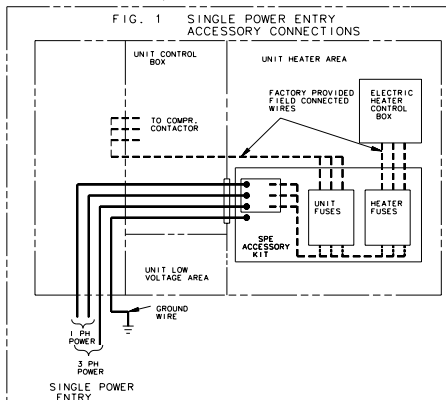 FIG. 1 SINGLE POWER ENTRY
ACCESSORY CONNECTIONS
UNIT CONTROL
BOX
UNIT HEATER AREA
FACTORY PROVIDED
FIELD CONNECTED
WIRES
ELECTRIC
HEATER
CONTROL
BOX
TO COMPR.
CONTACTOR
UNIT
FUSES
HEATER
FUSES
SPE
ACCESSORY
KIT
UNIT LOW
VOLTAGE AREA
GROUND
WIRE
1 PH
POWER
3 PH
POWER
SINGLE POWER
ENTRY